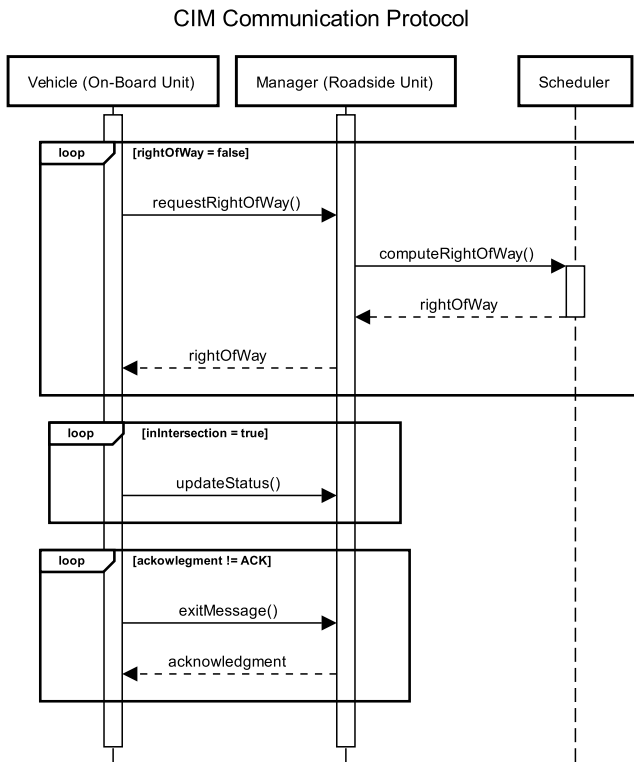 CIM Communication Protocol
Vehicle (On-Board Unit)
Manager (Roadside Unit)
Scheduler
loop
[rightOfWay = false]
requestRightOfWay()
computeRightOfWay()
rightOfWay
rightOfWay
loop
[inIntersection = true]
updateStatus()
loop
[ackowlegment != ACK]
exitMessage()
acknowledgment